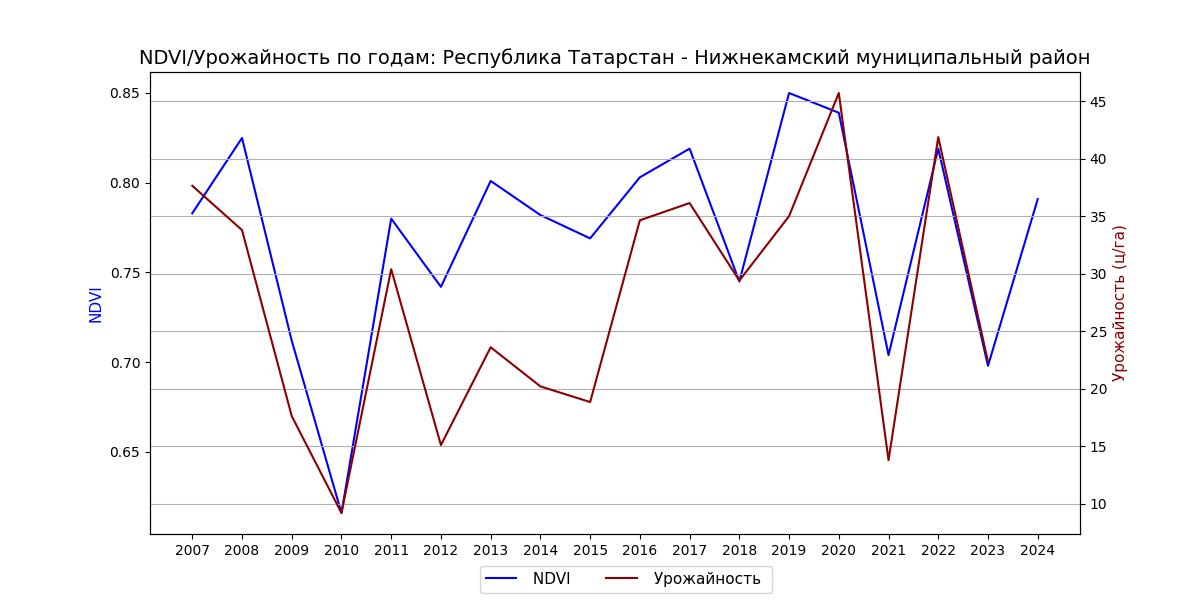 NDVI/Урожайность по годам: Республика Татарстан - Нижнекамский муниципальный район
0.85
0.80
0.75
0.70
0.65
NDVI
45
40
35
30
25
20
15
10
Урожайность (ц/га)
2007 2008 2009 2010 2011 2012 2013 2014 2015 2016 2017 2018 2019 2020 2021 2022 2023 2024
NDVI Урожайность